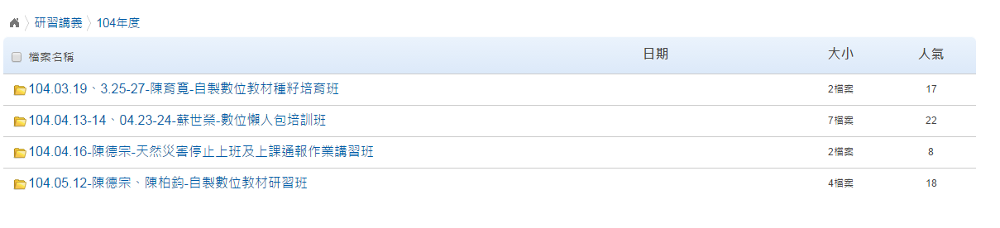 研習講義 104年度
檔案名稱 日期 大小 人氣
104.03.19、3.25-27-陳育寬-自製數位教材種籽培育班 2檔案 17
104.04.13-14、04.23-24-蘇世榮-數位懶人包培訓班 7檔案 22
104.04.16-陳德宗-天然災害停止上班及上課通報作業講習班 2檔案 8
104.05.12-陳德宗、陳柏鈞-自製數位教材研習班 4檔案 18